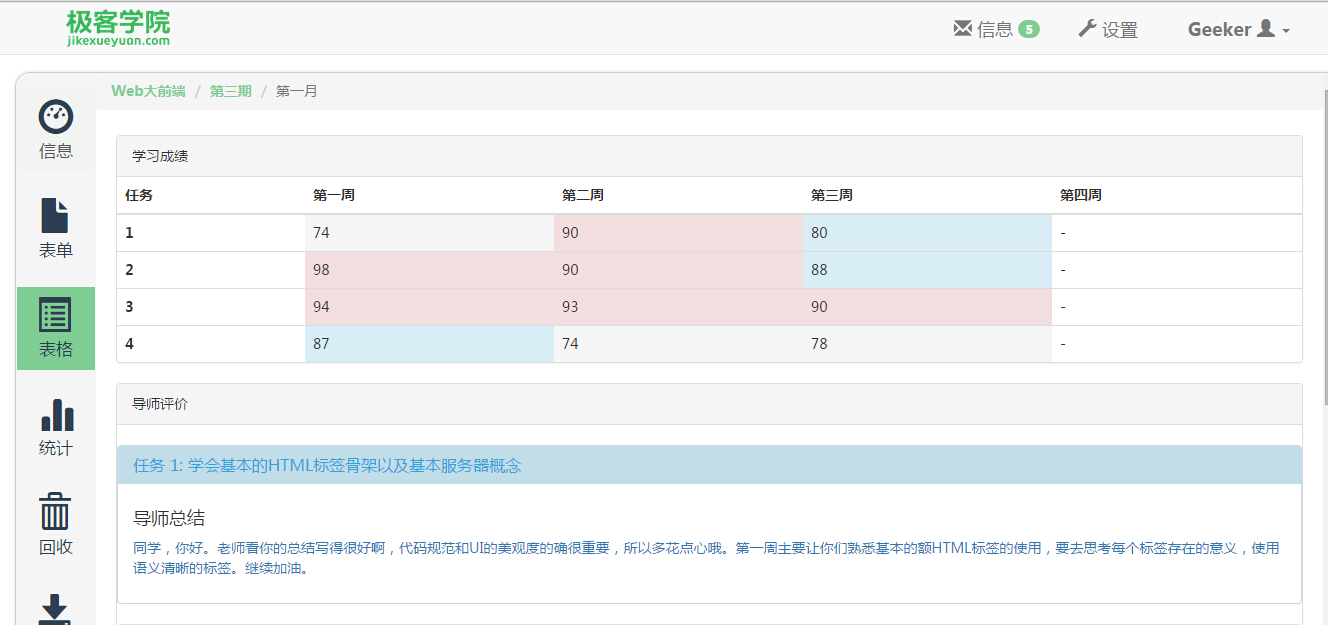 极客学院
jikexueyuan.com
信息 5 设置 Geeker
Web大前端 / 第三期 / 第一月
信息
表单
表格
统计
回收
学习成绩
任务 第一周 第二周 第三周 第四周
1 74 90 80 -
2 98 90 88 -
3 94 93 90 -
4 87 74 78 -
导师评价
任务 1: 学会基本的HTML标签骨架以及基本服务器概念
导师总结
同学，你好。老师看你的总结写得很好啊，代码规范和UI的美观度的确很重要，所以多花点心哦。第一周主要让你们熟悉基本的额HTML标签的使用，要去思考每个标签存在的意义，使用
语义清晰的标签。继续加油。